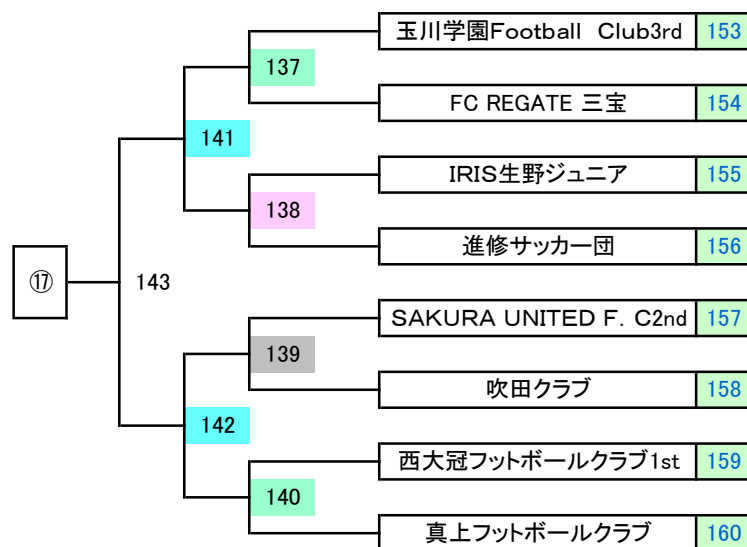 玉川学園Football Club3rd 153
137
FC REGATE 三宝 154
141
IRIS生野ジュニア 155
138
進修サッカー団 156
⑰ 143
SAKURA UNITED F．C2nd 157
139
吹田クラブ 158
142
西大冠フットボールクラブ1st 159
140
真上フットボールクラブ 160